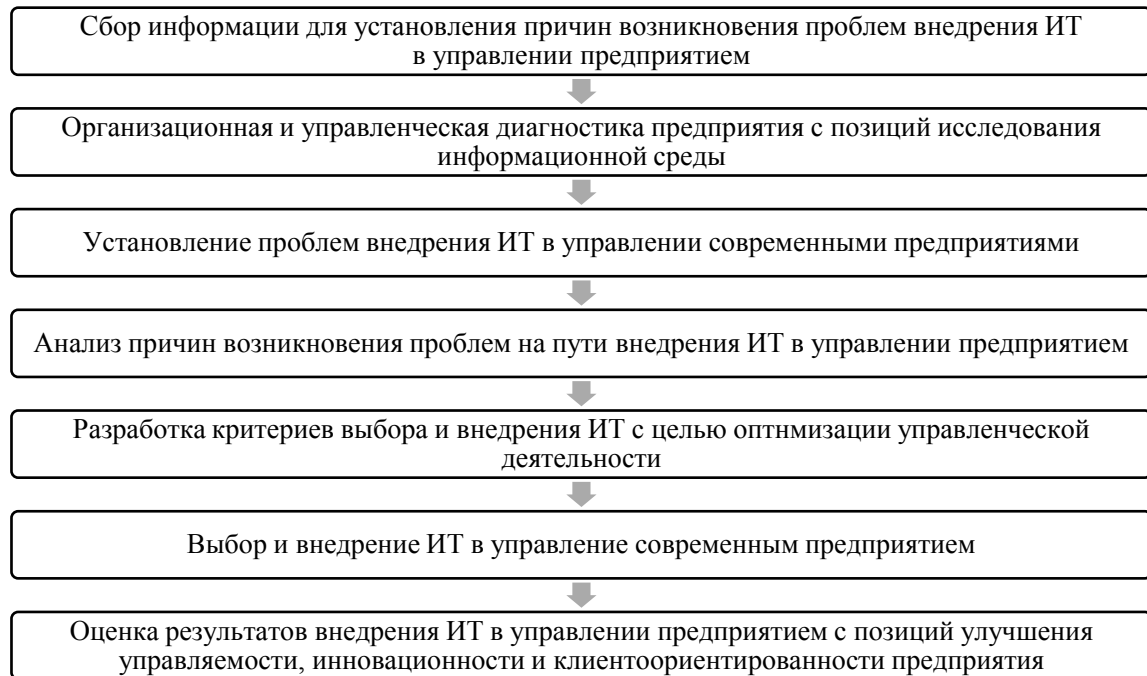 Сбор информации для установления причин возникновения проблем внедрения ИТ
в управлении предприятием
Организационная и управленческая диагностика предприятия с позиций исследования
информационной среды
Установление проблем внедрения ИТ в управлении современными предприятиями
Анализ причин возникновения проблем на пути внедрения ИТ в управлении предприятием
Разработка критериев выбора и внедрения ИТ с целью оптнмизации управленческой
деятельности
Выбор и внедрение ИТ в управление современным предприятием
Оценка результатов внедрения ИТ в управлении предприятием с позиций улучшения
управляемости, инновационности и клиентоориентированности предприятия